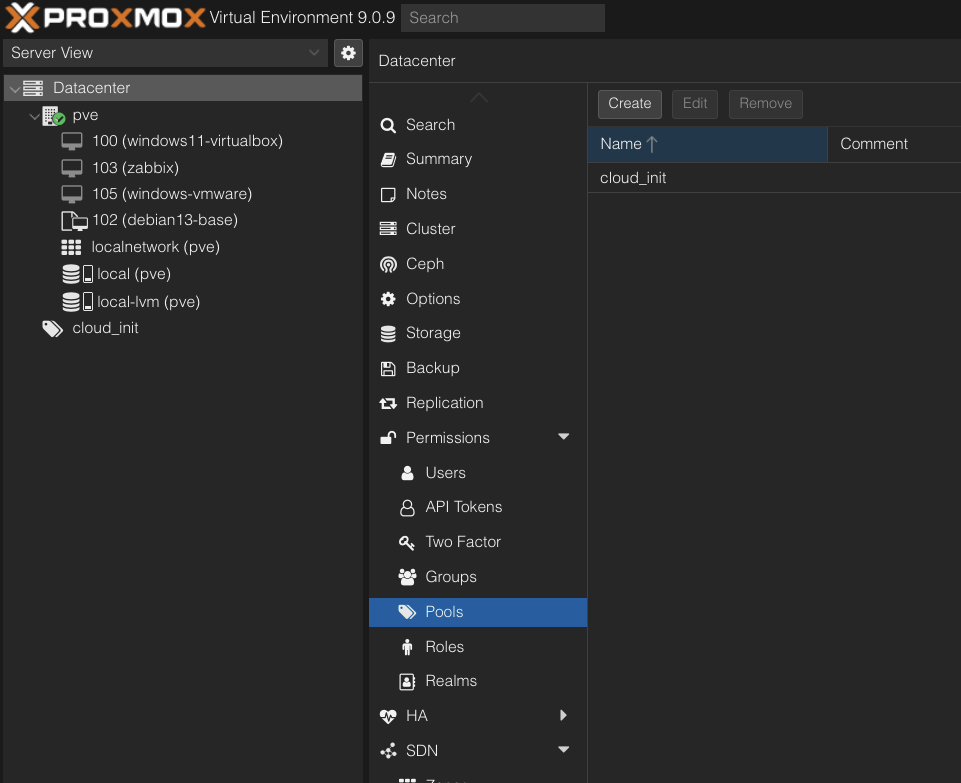 PROXMOX Virtual Environment 9.0.9 Search
Server View
Datacenter
pve
100 (windows11-virtualbox)
103 (zabbix)
105 (windows-vmware)
102 (debian13-base)
localnetwork (pve)
local (pve)
local-lvm (pve)
cloud_init
Datacenter
Search
Summary
Notes
Cluster
Ceph
Options
Storage
Backup
Replication
Permissions
Users
API Tokens
Two Factor
Groups
Pools
Roles
Realms
HA
SDN
Create Edit Remove
Name Comment
cloud_init